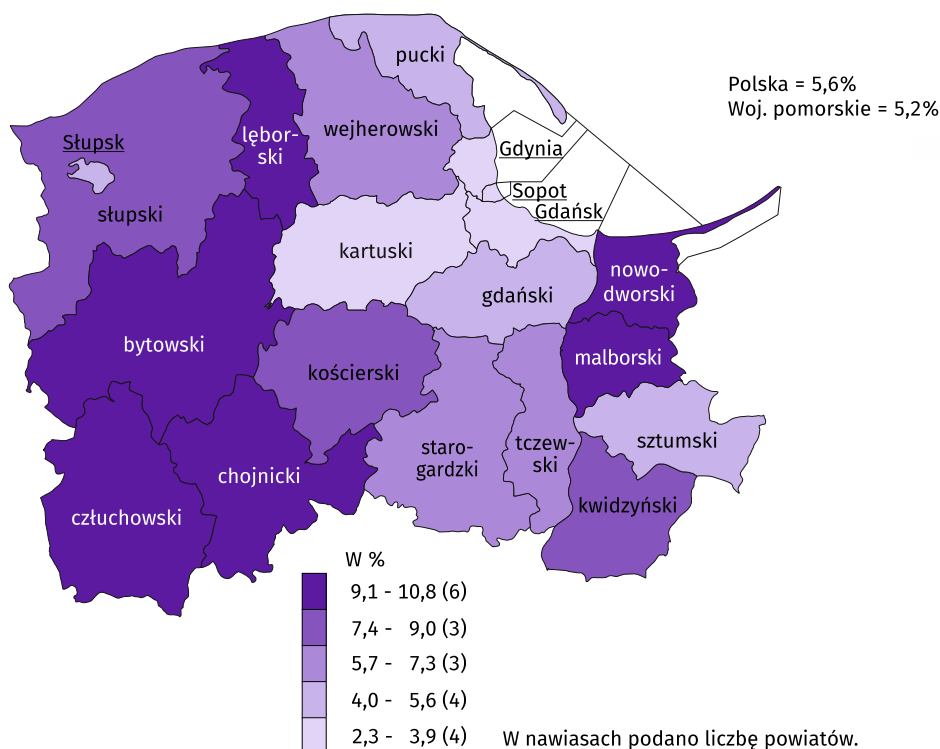 pucki
Polska = 5,6%
Woj. pomorskie = 5,2%
wejherowski
lębor-
ski
Słupsk
Gdynia
Sopot
Gdańsk
słupski
kartuski
nowo-
dworski
gdański
bytowski
malborski
kościerski
sztumski
staro-
gardzki
tczew-
ski
chojnicki
kwidzyński
człuchowski
W %
9,1 - 10,8 (6)
7,4 - 9,0 (3)
5,7 - 7,3 (3)
4,0 - 5,6 (4)
2,3 - 3,9 (4)
W nawiasach podano liczbę powiatów.